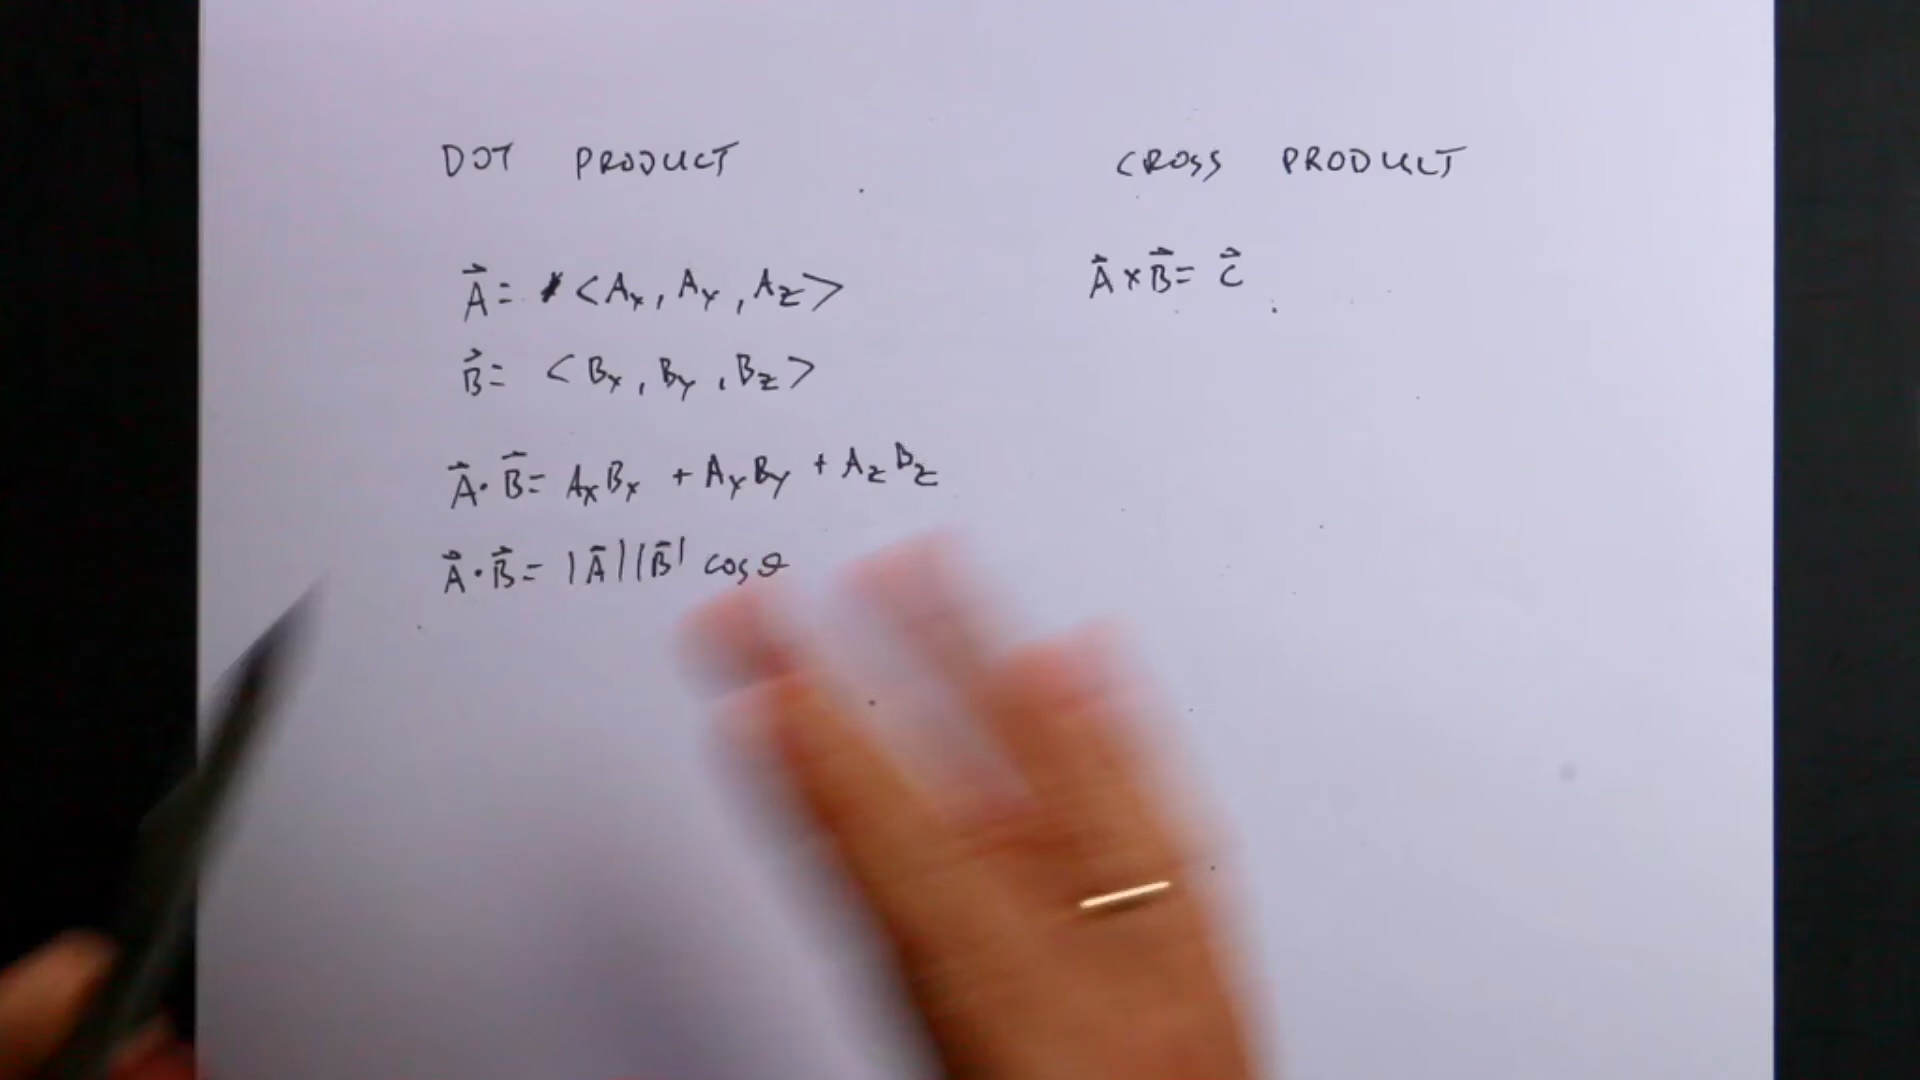 DOT PRODUCT
A⃗ = <Ax, Ay, Az>
B⃗ = <Bx, By, Bz>
A⃗ · B⃗ = AxBx + AyBy + AzBz
A⃗ · B⃗ = |A⃗||B⃗| cos θ
CROSS PRODUCT
A⃗ × B⃗ = C⃗